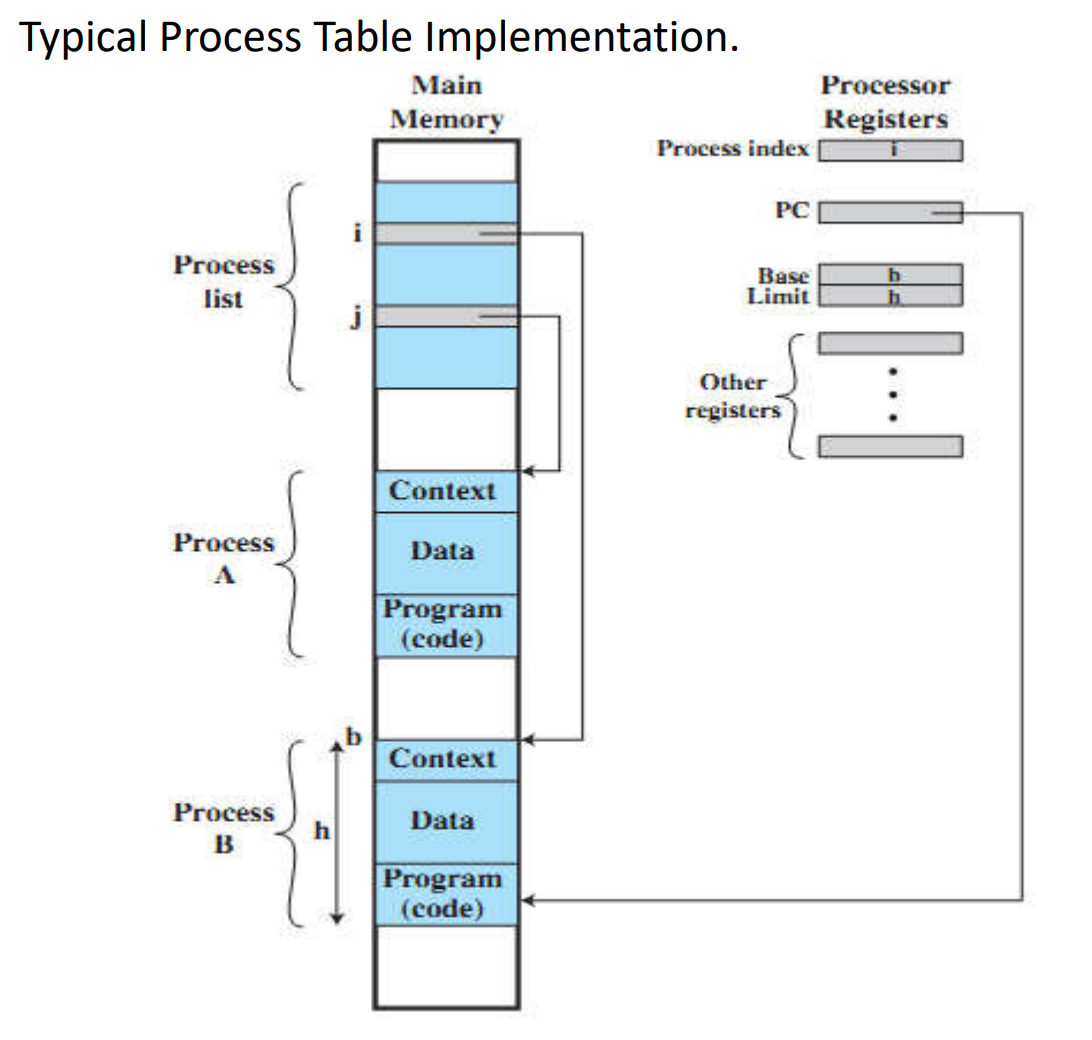 Typical Process Table Implementation.
Main
Memory
Processor
Registers
Process index
i
PC
Base
b
Limit
h
Other
registers
Process
list
i
j
Process
A
Context
Data
Program
(code)
Process
B
b
h
Context
Data
Program
(code)